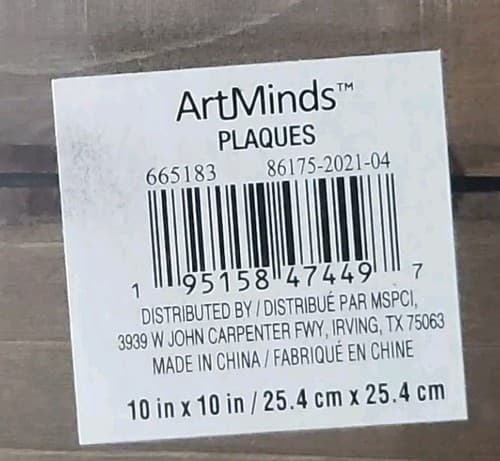 ArtMinds™
PLAQUES
665183 86175-2021-04
1 95158 47449 7
DISTRIBUTED BY / DISTRIBUÉ PAR MSPCI,
3939 W JOHN CARPENTER FWY, IRVING, TX 75063
MADE IN CHINA / FABRIQUÉ EN CHINE
10 in x 10 in / 25.4 cm x 25.4 cm